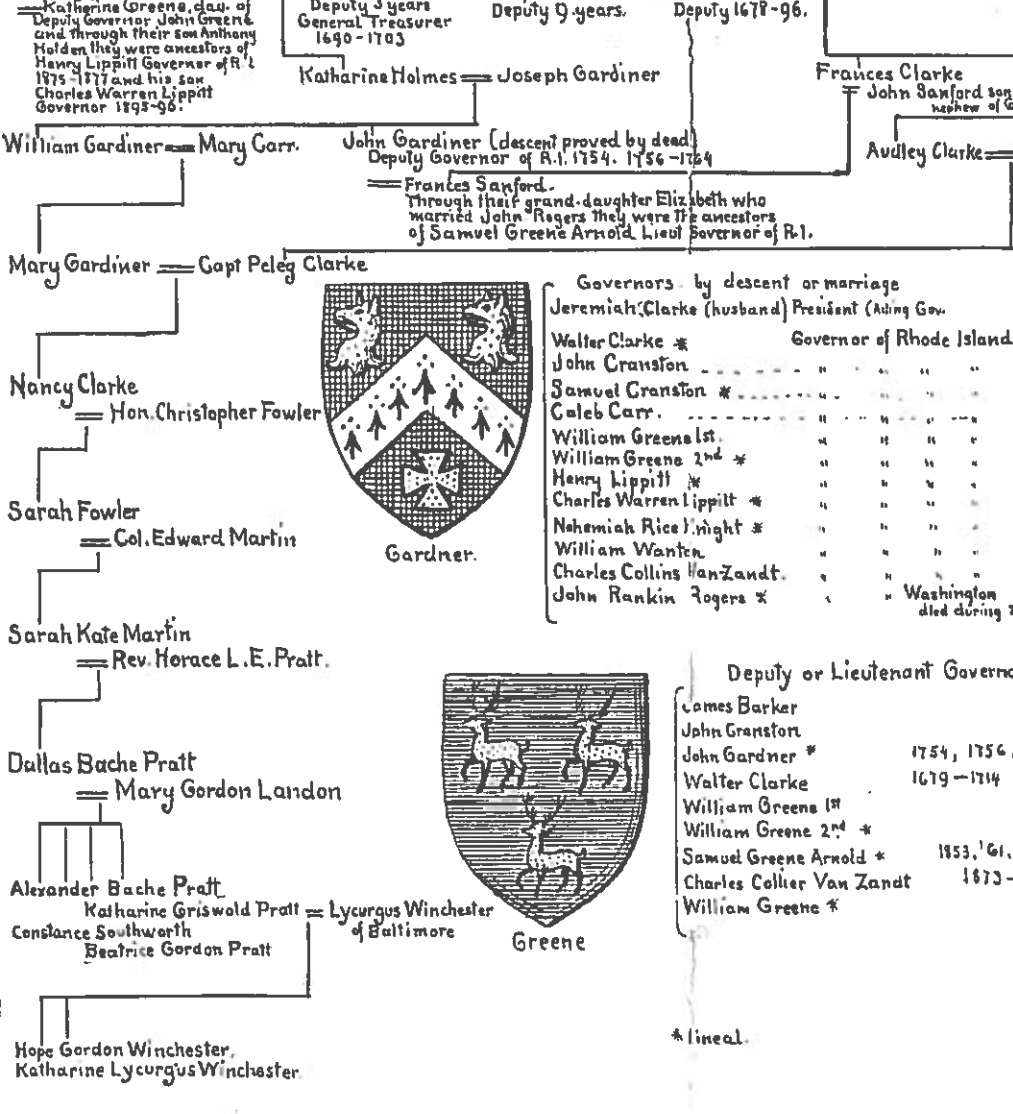 Katherine Greene, dau. of
Deputy Governor John Greene
and through their son Anthony
Holden they were ancestors of
Henry Lippitt Governor of R.I.
1875-1877 and his son
Charles Warren Lippitt
Governor 1895-96.
Deputy 3 years
General Treasurer
1690-1703
Deputy 9 years.
Deputy 1678-96.
Katharine Holmes = Joseph Gardiner
Frances Clarke
= John Sanford son
nephew of
William Gardiner = Mary Carr.
John Gardiner (descent proved by dead)
Deputy Governor of R.I. 1754. 1756-1764
= Frances Sanford.
Through their grand-daughter Elizabeth who
married John Rogers they were the ancestors
of Samuel Greene Arnold Lieut Governor of R.I.
Audley Clarke =
Mary Gardiner = Capt Peleg Clarke
Nancy Clarke
= Hon. Christopher Fowler
Sarah Fowler
= Col. Edward Martin
Sarah Kate Martin
= Rev. Horace L.E. Pratt.
Dallas Bache Pratt
= Mary Gordon Landon
Alexander Bache Pratt
Katharine Griswold Pratt = Lycurgus Winchester
of Baltimore
Constance Southworth
Beatrice Gordon Pratt
Hope Gordon Winchester.
Katharine Lycurgus Winchester
Gardner.
Greene
Governors by descent or marriage
Jeremiah Clarke (husband) President (Acting Gov.
Walter Clarke * Governor of Rhode Island
John Cranston " " " "
Samuel Cranston * " " " "
Caleb Carr. " " " "
William Greene 1st. " " " "
William Greene 2nd * " " " "
Henry Lippitt * " " " "
Charles Warren Lippitt * " " " "
Nehemiah Rice Knight * " " " "
William Wanton " " " "
Charles Collins VanZandt. " " " "
John Rankin Rogers * " " Washington
died during
Deputy or Lieutenant Governo
James Barker
John Cranston
John Gardner * 1754, 1756,
Walter Clarke 1679-1714
William Greene 1st
William Greene 2nd *
Samuel Greene Arnold * 1853, '61.
Charles Collier Van Zandt 1873-
William Greene *
* lineal.